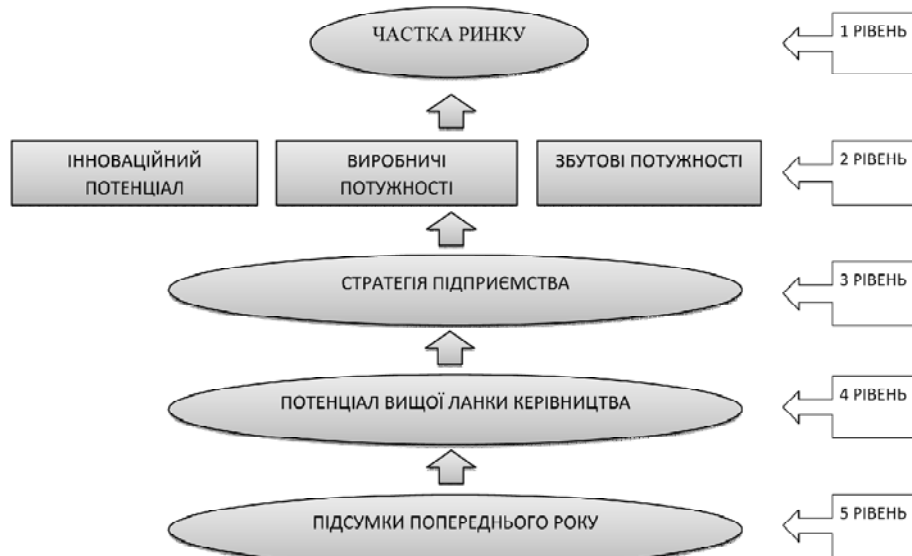 ЧАСТКА РИНКУ
1 РІВЕНЬ
ІННОВАЦІЙНИЙ
ПОТЕНЦІАЛ
ВИРОБНИЧІ
ПОТУЖНОСТІ
ЗБУТОВІ ПОТУЖНОСТІ
2 РІВЕНЬ
СТРАТЕГІЯ ПІДПРИЄМСТВА
3 РІВЕНЬ
ПОТЕНЦІАЛ ВИЩОЇ ЛАНКИ КЕРІВНИЦТВА
4 РІВЕНЬ
ПІДСУМКИ ПОПЕРЕДНЬОГО РОКУ
5 РІВЕНЬ